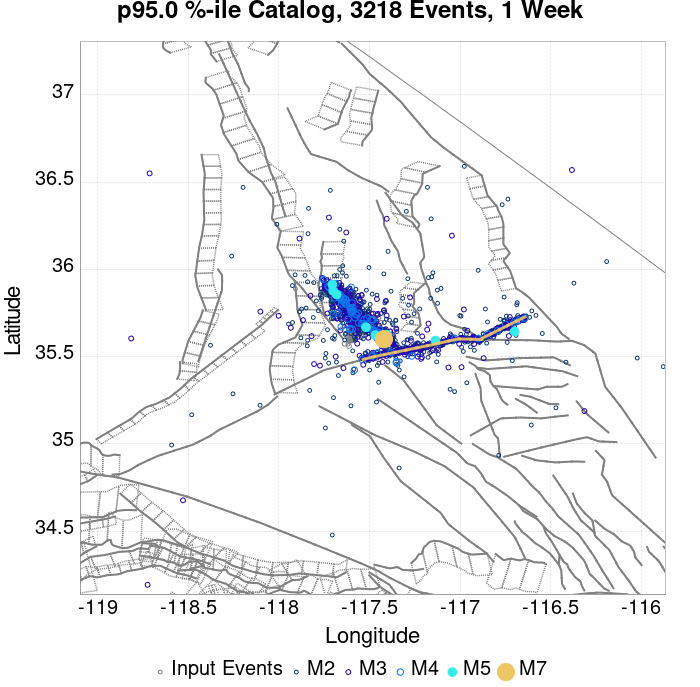 p95.0 %-ile Catalog, 3218 Events, 1 Week
37
36.5
36
35.5
35
34.5
Latitude
-119
-118.5
-118
-117.5
-117
-116.5
-116
Longitude
Input Events
M2
M3
M4
M5
M7